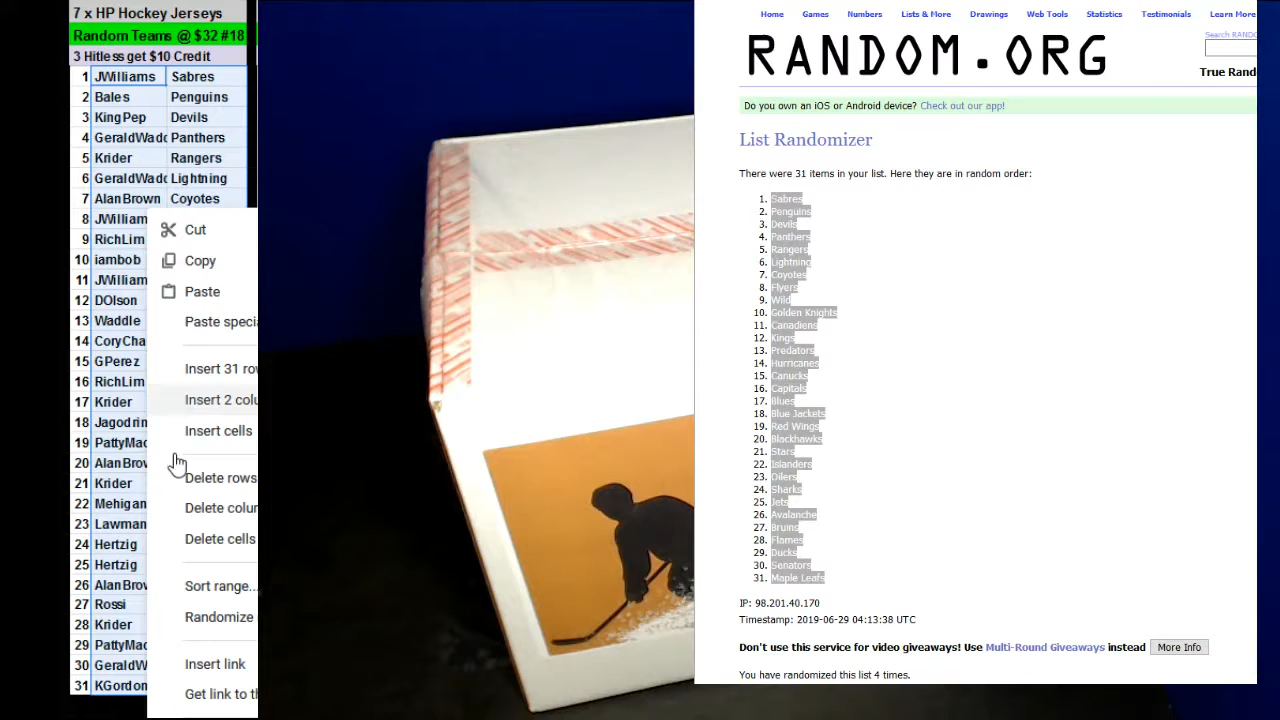 7 x HP Hockey Jerseys
Random Teams @ $32 #18
3 Hitless get $10 Credit
1 JWilliams Sabres
2 Bales Penguins
3 KingPep Devils
4 GeraldWadd Panthers
5 Krider Rangers
6 GeraldWadd Lightning
7 AlanBrown Coyotes
8 JWilliam
9 RichLim
10 iambob
11 JWilliam
12 DOlson
13 Waddle
14 CoryCha
15 GPerez
16 RichLim
17 Krider
18 Jagodrin
19 PattyMac
20 AlanBrov
21 Krider
22 Mehigan
23 Lawman
24 Hertzig
25 Hertzig
26 AlanBrov
27 Rossi
28 Krider
29 PattyMac
30 GeraldW
31 KGordon
Cut
Copy
Paste
Paste speci
Insert 31 ro
Insert 2 colu
Insert cells
Delete rows
Delete colu
Delete cells
Sort range...
Randomize
Insert link
Get link to th
Home Games Numbers Lists & More Drawings Web Tools Statistics Testimonials Learn More
Search RAND
RANDOM.ORG
True Rand
Do you own an iOS or Android device? Check out our app!
List Randomizer
There were 31 items in your list. Here they are in random order:
1. Sabres
2. Penguins
3. Devils
4. Panthers
5. Rangers
6. Lightning
7. Coyotes
8. Flyers
9. Wild
10. Golden Knights
11. Canadiens
12. Kings
13. Predators
14. Hurricanes
15. Canucks
16. Capitals
17. Blues
18. Blue Jackets
19. Red Wings
20. Blackhawks
21. Stars
22. Islanders
23. Oilers
24. Sharks
25. Jets
26. Avalanche
27. Bruins
28. Flames
29. Ducks
30. Senators
31. Maple Leafs
IP: 98.201.40.170
Timestamp: 2019-06-29 04:13:38 UTC
Don't use this service for video giveaways! Use Multi-Round Giveaways instead More Info
You have randomized this list 4 times.